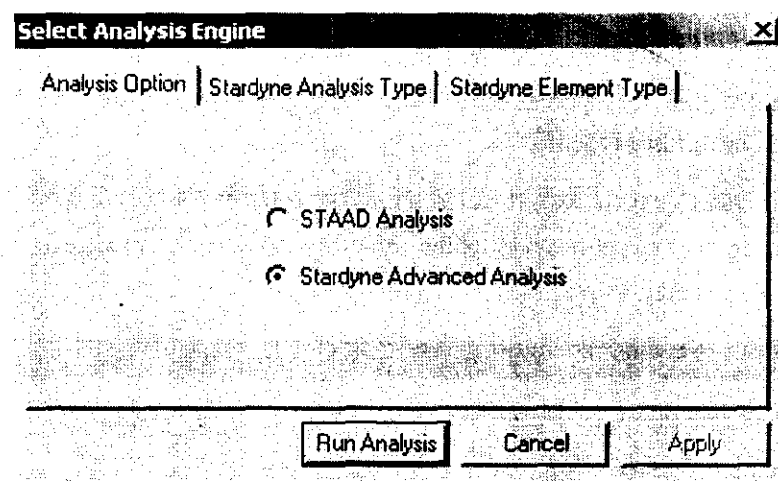 Select Analysis Engine
Analysis Option Stardyne Analysis Type Stardyne Element Type
STAAD Analysis
Stardyne Advanced Analysis
Run Analysis Cancel Apply